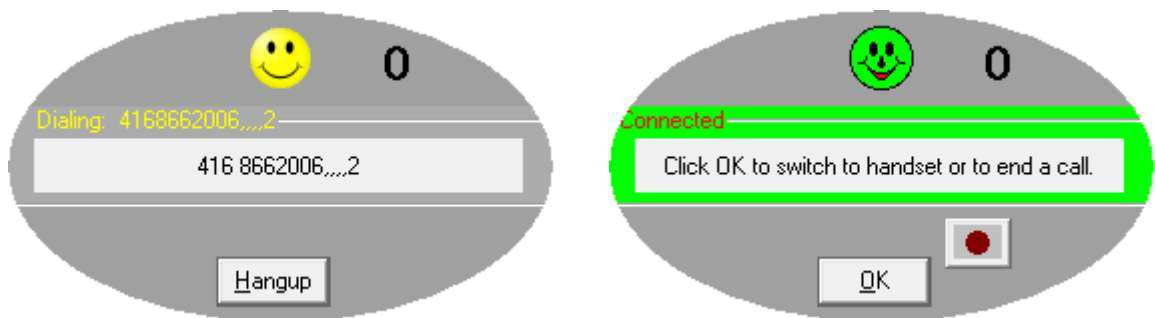 0
Dialing: 4168662006,,,,2
416 8662006,,,,2
Hangup
0
Connected
Click OK to switch to handset or to end a call.
OK